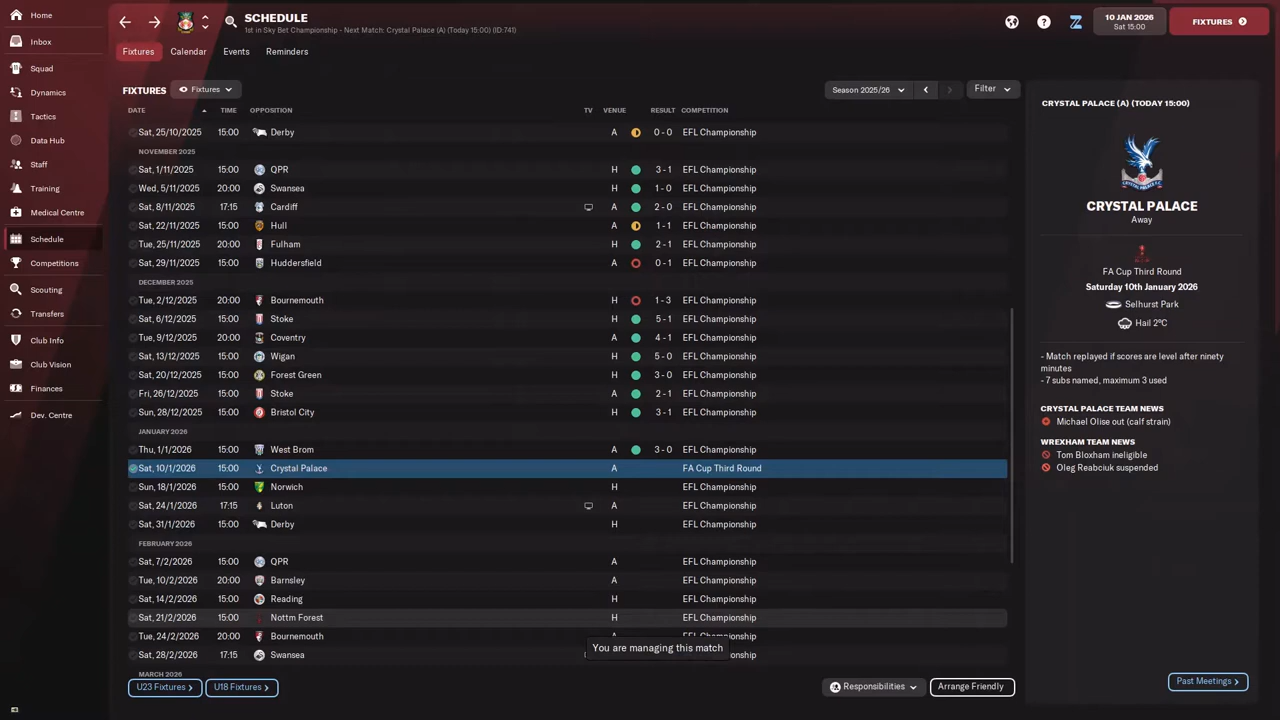 Home
Inbox
Squad
Dynamics
Tactics
Data Hub
Staff
Training
Medical Centre
Schedule
Competitions
Scouting
Transfers
Club Info
Club Vision
Finances
Dev. Centre
SCHEDULE
1st in Sky Bet Championship - Next Match: Crystal Palace (A) (Today 15:00) (ID:741)
10 JAN 2026
Sat 15:00
FIXTURES
Fixtures Calendar Events Reminders
FIXTURES Fixtures Season 2025/26 Filter
DATE TIME OPPOSITION TV VENUE RESULT COMPETITION
Sat, 25/10/2025 15:00 Derby A 0 - 0 EFL Championship
NOVEMBER 2025
Sat, 1/11/2025 15:00 QPR H 3 - 1 EFL Championship
Wed, 5/11/2025 20:00 Swansea H 1 - 0 EFL Championship
Sat, 8/11/2025 17:15 Cardiff A 2 - 0 EFL Championship
Sat, 22/11/2025 15:00 Hull A 1 - 1 EFL Championship
Tue, 25/11/2025 20:00 Fulham H 2 - 1 EFL Championship
Sat, 29/11/2025 15:00 Huddersfield A 0 - 1 EFL Championship
DECEMBER 2025
Tue, 2/12/2025 20:00 Bournemouth H 1 - 3 EFL Championship
Sat, 6/12/2025 15:00 Stoke H 5 - 1 EFL Championship
Tue, 9/12/2025 20:00 Coventry A 4 - 1 EFL Championship
Sat, 13/12/2025 15:00 Wigan H 5 - 0 EFL Championship
Sat, 20/12/2025 15:00 Forest Green H 3 - 0 EFL Championship
Fri, 26/12/2025 15:00 Stoke A 2 - 1 EFL Championship
Sun, 28/12/2025 15:00 Bristol City H 3 - 1 EFL Championship
JANUARY 2026
Thu, 1/1/2026 15:00 West Brom A 3 - 0 EFL Championship
Sat, 10/1/2026 15:00 Crystal Palace A FA Cup Third Round
Sun, 18/1/2026 15:00 Norwich H EFL Championship
Sat, 24/1/2026 17:15 Luton A EFL Championship
Sat, 31/1/2026 15:00 Derby H EFL Championship
FEBRUARY 2026
Sat, 7/2/2026 15:00 QPR A EFL Championship
Tue, 10/2/2026 20:00 Barnsley A EFL Championship
Sat, 14/2/2026 15:00 Reading H EFL Championship
Sat, 21/2/2026 15:00 Nottm Forest H EFL Championship
Tue, 24/2/2026 20:00 Bournemouth A EFL Championship
Sat, 28/2/2026 17:15 Swansea onship
You are managing this match
MARCH 2026
U23 Fixtures U18 Fixtures Responsibilities Arrange Friendly
CRYSTAL PALACE (A) (TODAY 15:00)
CRYSTAL PALACE
Away
FA Cup Third Round
Saturday 10th January 2026
Selhurst Park
Hail 2ºC
- Match replayed if scores are level after ninety
minutes
- 7 subs named, maximum 3 used
CRYSTAL PALACE TEAM NEWS
Michael Olise out (calf strain)
WREXHAM TEAM NEWS
Tom Bloxham ineligible
Oleg Reabciuk suspended
Past Meetings